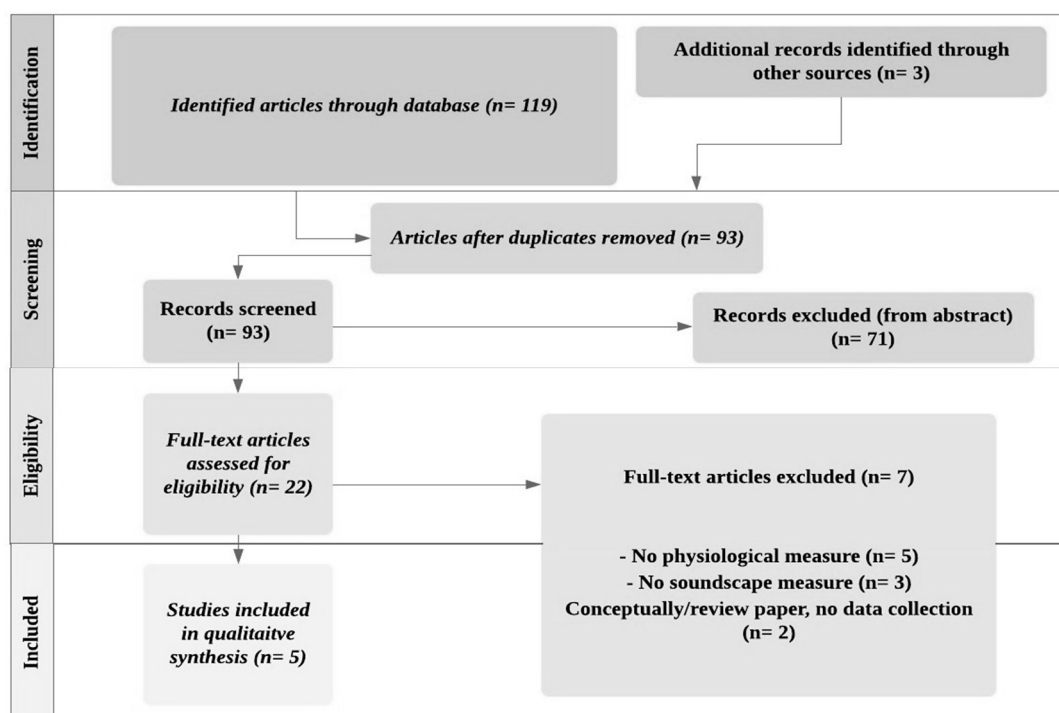 Identification
Identified articles through database (n= 119)
Additional records identified through
other sources (n= 3)
Screening
Articles after duplicates removed (n= 93)
Records screened
(n= 93)
Records excluded (from abstract)
(n= 71)
Eligibility
Full-text articles
assessed for
eligibility (n= 22)
Full-text articles excluded (n= 7)
- No physiological measure (n= 5)
- No soundscape measure (n= 3)
Conceptually/review paper, no data collection
(n= 2)
Included
Studies included
in qualitaitve
synthesis (n= 5)